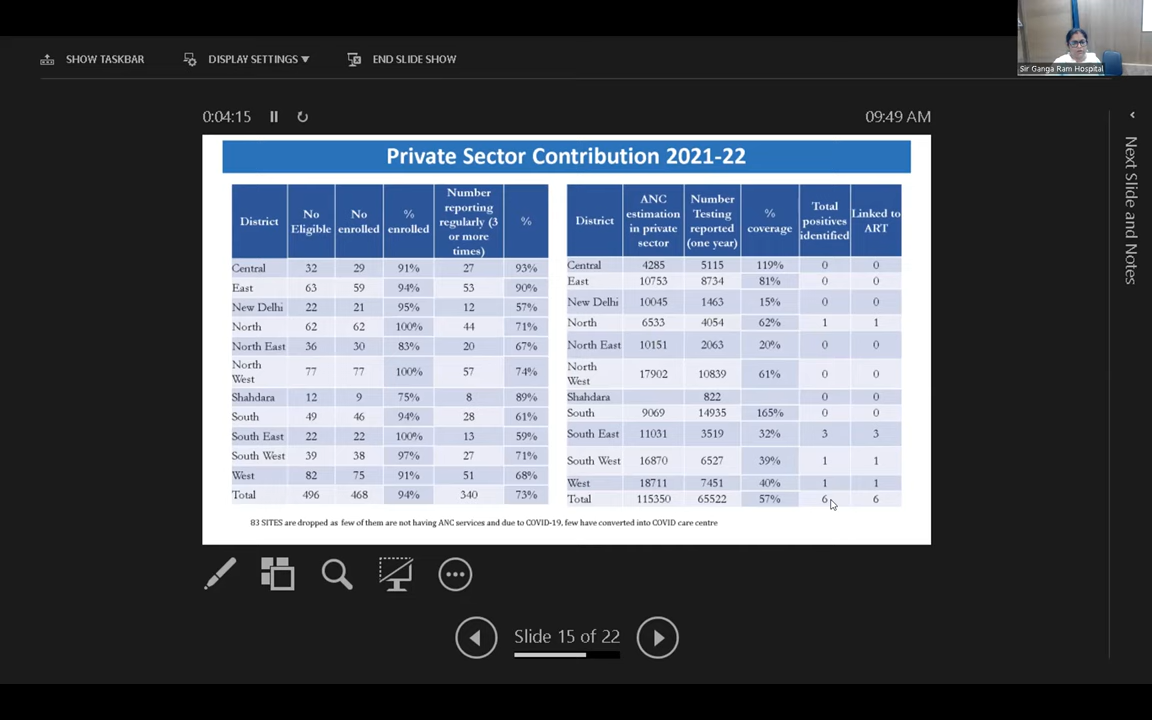 Sir Ganga Ram Hospital
SHOW TASKBAR
DISPLAY SETTINGS ▼
END SLIDE SHOW
0:04:15
09:49 AM
Next Slide and Notes
Private Sector Contribution 2021-22
District No Eligible No enrolled % enrolled Number reporting regularly (3 or more times) %
Central 32 29 91% 27 93%
East 63 59 94% 53 90%
New Delhi 22 21 95% 12 57%
North 62 62 100% 44 71%
North East 36 30 83% 20 67%
North West 77 77 100% 57 74%
Shahdara 12 9 75% 8 89%
South 49 46 94% 28 61%
South East 22 22 100% 13 59%
South West 39 38 97% 27 71%
West 82 75 91% 51 68%
Total 496 468 94% 340 73%
District ANC estimation in private sector Number Testing reported (one year) % coverage Total positives identified Linked to ART
Central 4285 5115 119% 0 0
East 10753 8734 81% 0 0
New Delhi 10045 1463 15% 0 0
North 6533 4054 62% 1 1
North East 10151 2063 20% 0 0
North West 17902 10839 61% 0 0
Shahdara 822 0 0
South 9069 14935 165% 0 0
South East 11031 3519 32% 3 3
South West 16870 6527 39% 1 1
West 18711 7451 40% 1 1
Total 115350 65522 57% 6 6
83 SITES are dropped as few of them are not having ANC services and due to COVID-19, few have converted into COVID care centre
Slide 15 of 22